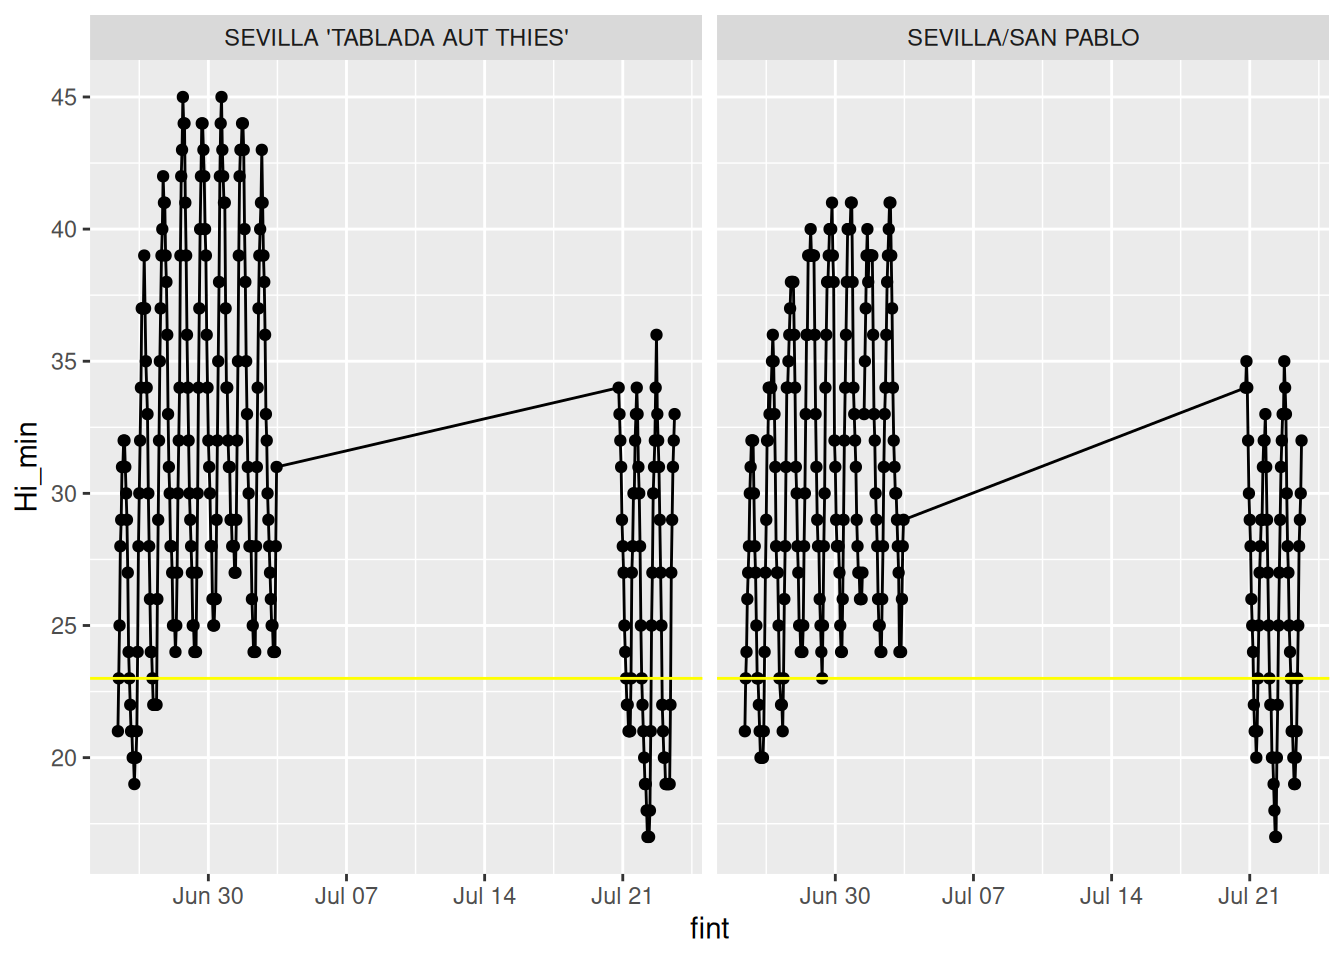 SEVILLA 'TABLADA AUT THIES'
SEVILLA/SAN PABLO
45
40
35
30
25
20
Hi_min
Jun 30
Jul 07
Jul 14
Jul 21
Jun 30
Jul 07
Jul 14
Jul 21
fint